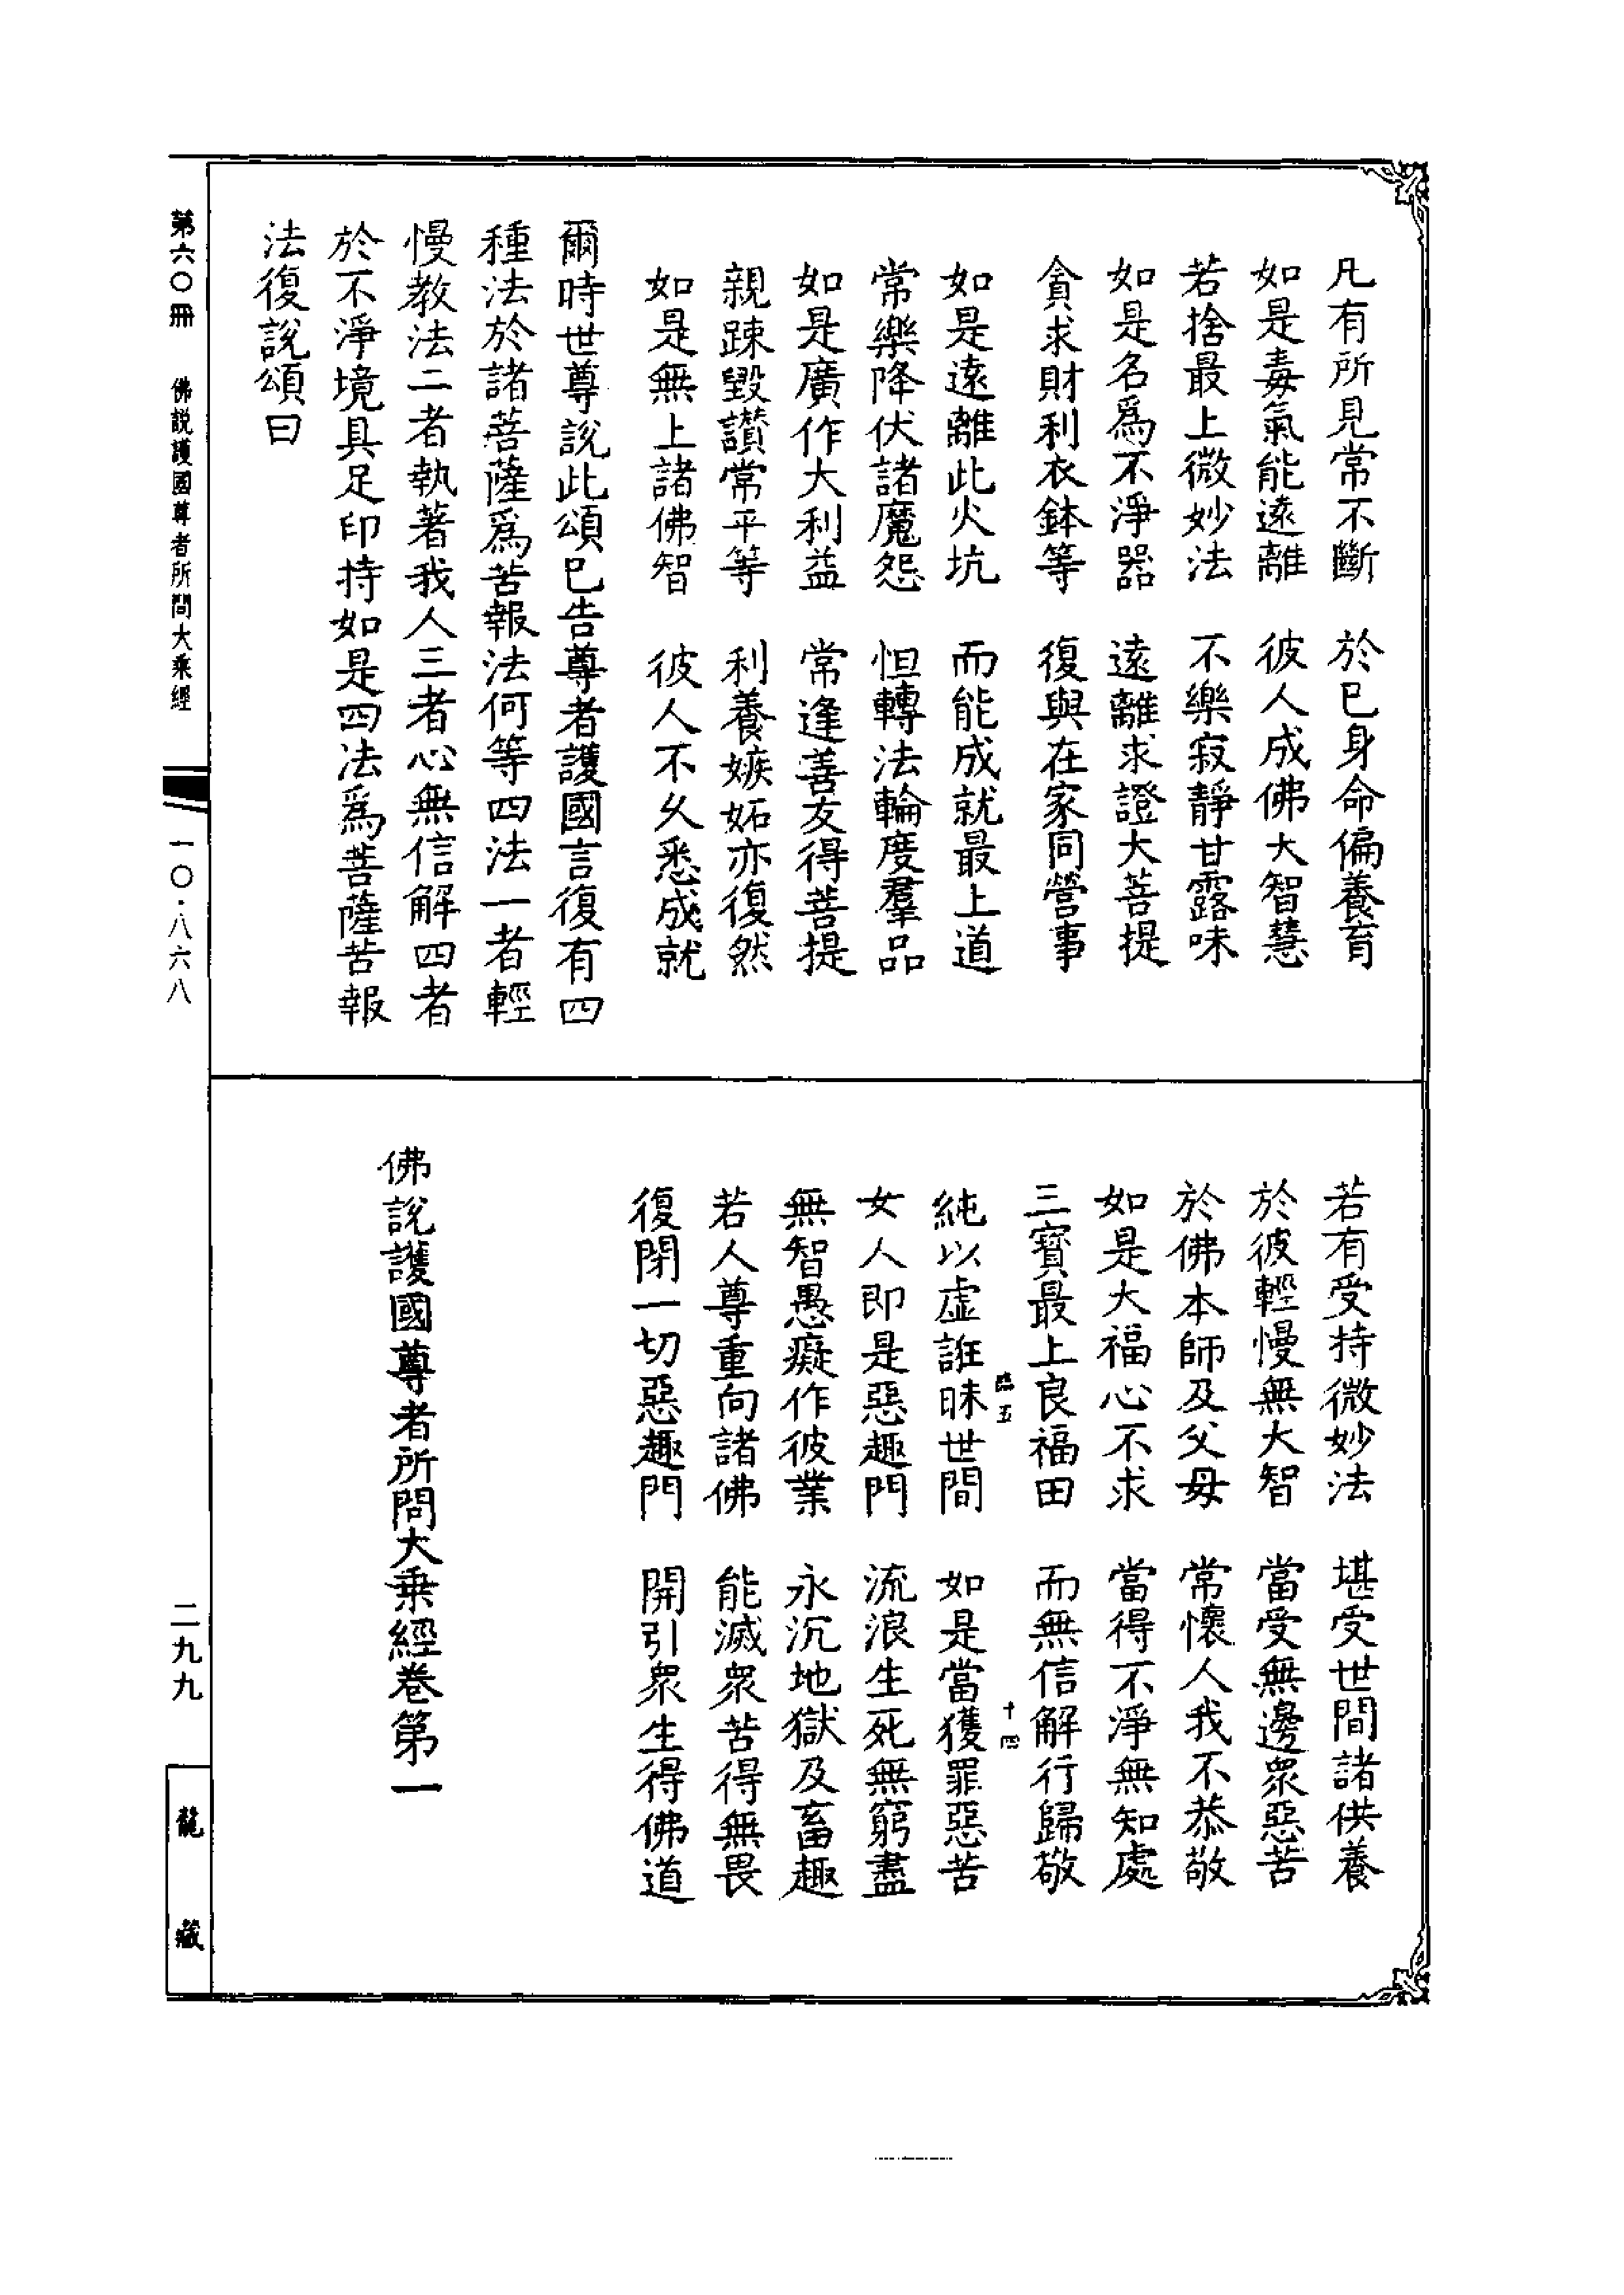 凡有所見常不斷　於已身命偏養育
如是毒氣能遠離　彼人成佛大智慧
若捨最上微妙法　不樂寂靜甘露味
如是名爲不淨器　遠離求證大菩提
貪求財利衣鉢等　復與在家同營事
如是遠離此火坑　而能成就最上道
常樂降伏諸魔怨　恒轉法輪度羣品
如是廣作大利益　常逢善友得菩提
親踈毀讃常平等　利養嫉妬亦復然
如是無上諸佛智　彼人不久悉成就
爾時世尊說此頌巳告尊者護國言復有四
種法於諸菩薩爲苦報法何等四法一者輕
慢教法二者執著我人三者心無信解四者
於不淨境具足印持如是四法爲菩薩苦報
法復說頌曰
若有受持微妙法　堪受世間諸供養
於彼輕慢無大智　當受無邊衆惡苦
於佛本師及父母　常懷人我不恭敬
如是大福心不求　當得不淨無知處
三寶最上良福田　而無信解行歸敬
純以虛誑昧世間　如是當獲罪惡苦
女人即是惡趣門　流浪生死無窮盡
無智愚癡作彼業　永沉地獄及畜趣
若人尊重向諸佛　能滅衆苦得無畏
復閉一切惡趣門　開引衆生得佛道
佛說護國尊者所問大乘經卷第一
五
十四
第六〇冊　佛説護國尊者所問大乘經
一〇·八六八
二九九
龍藏